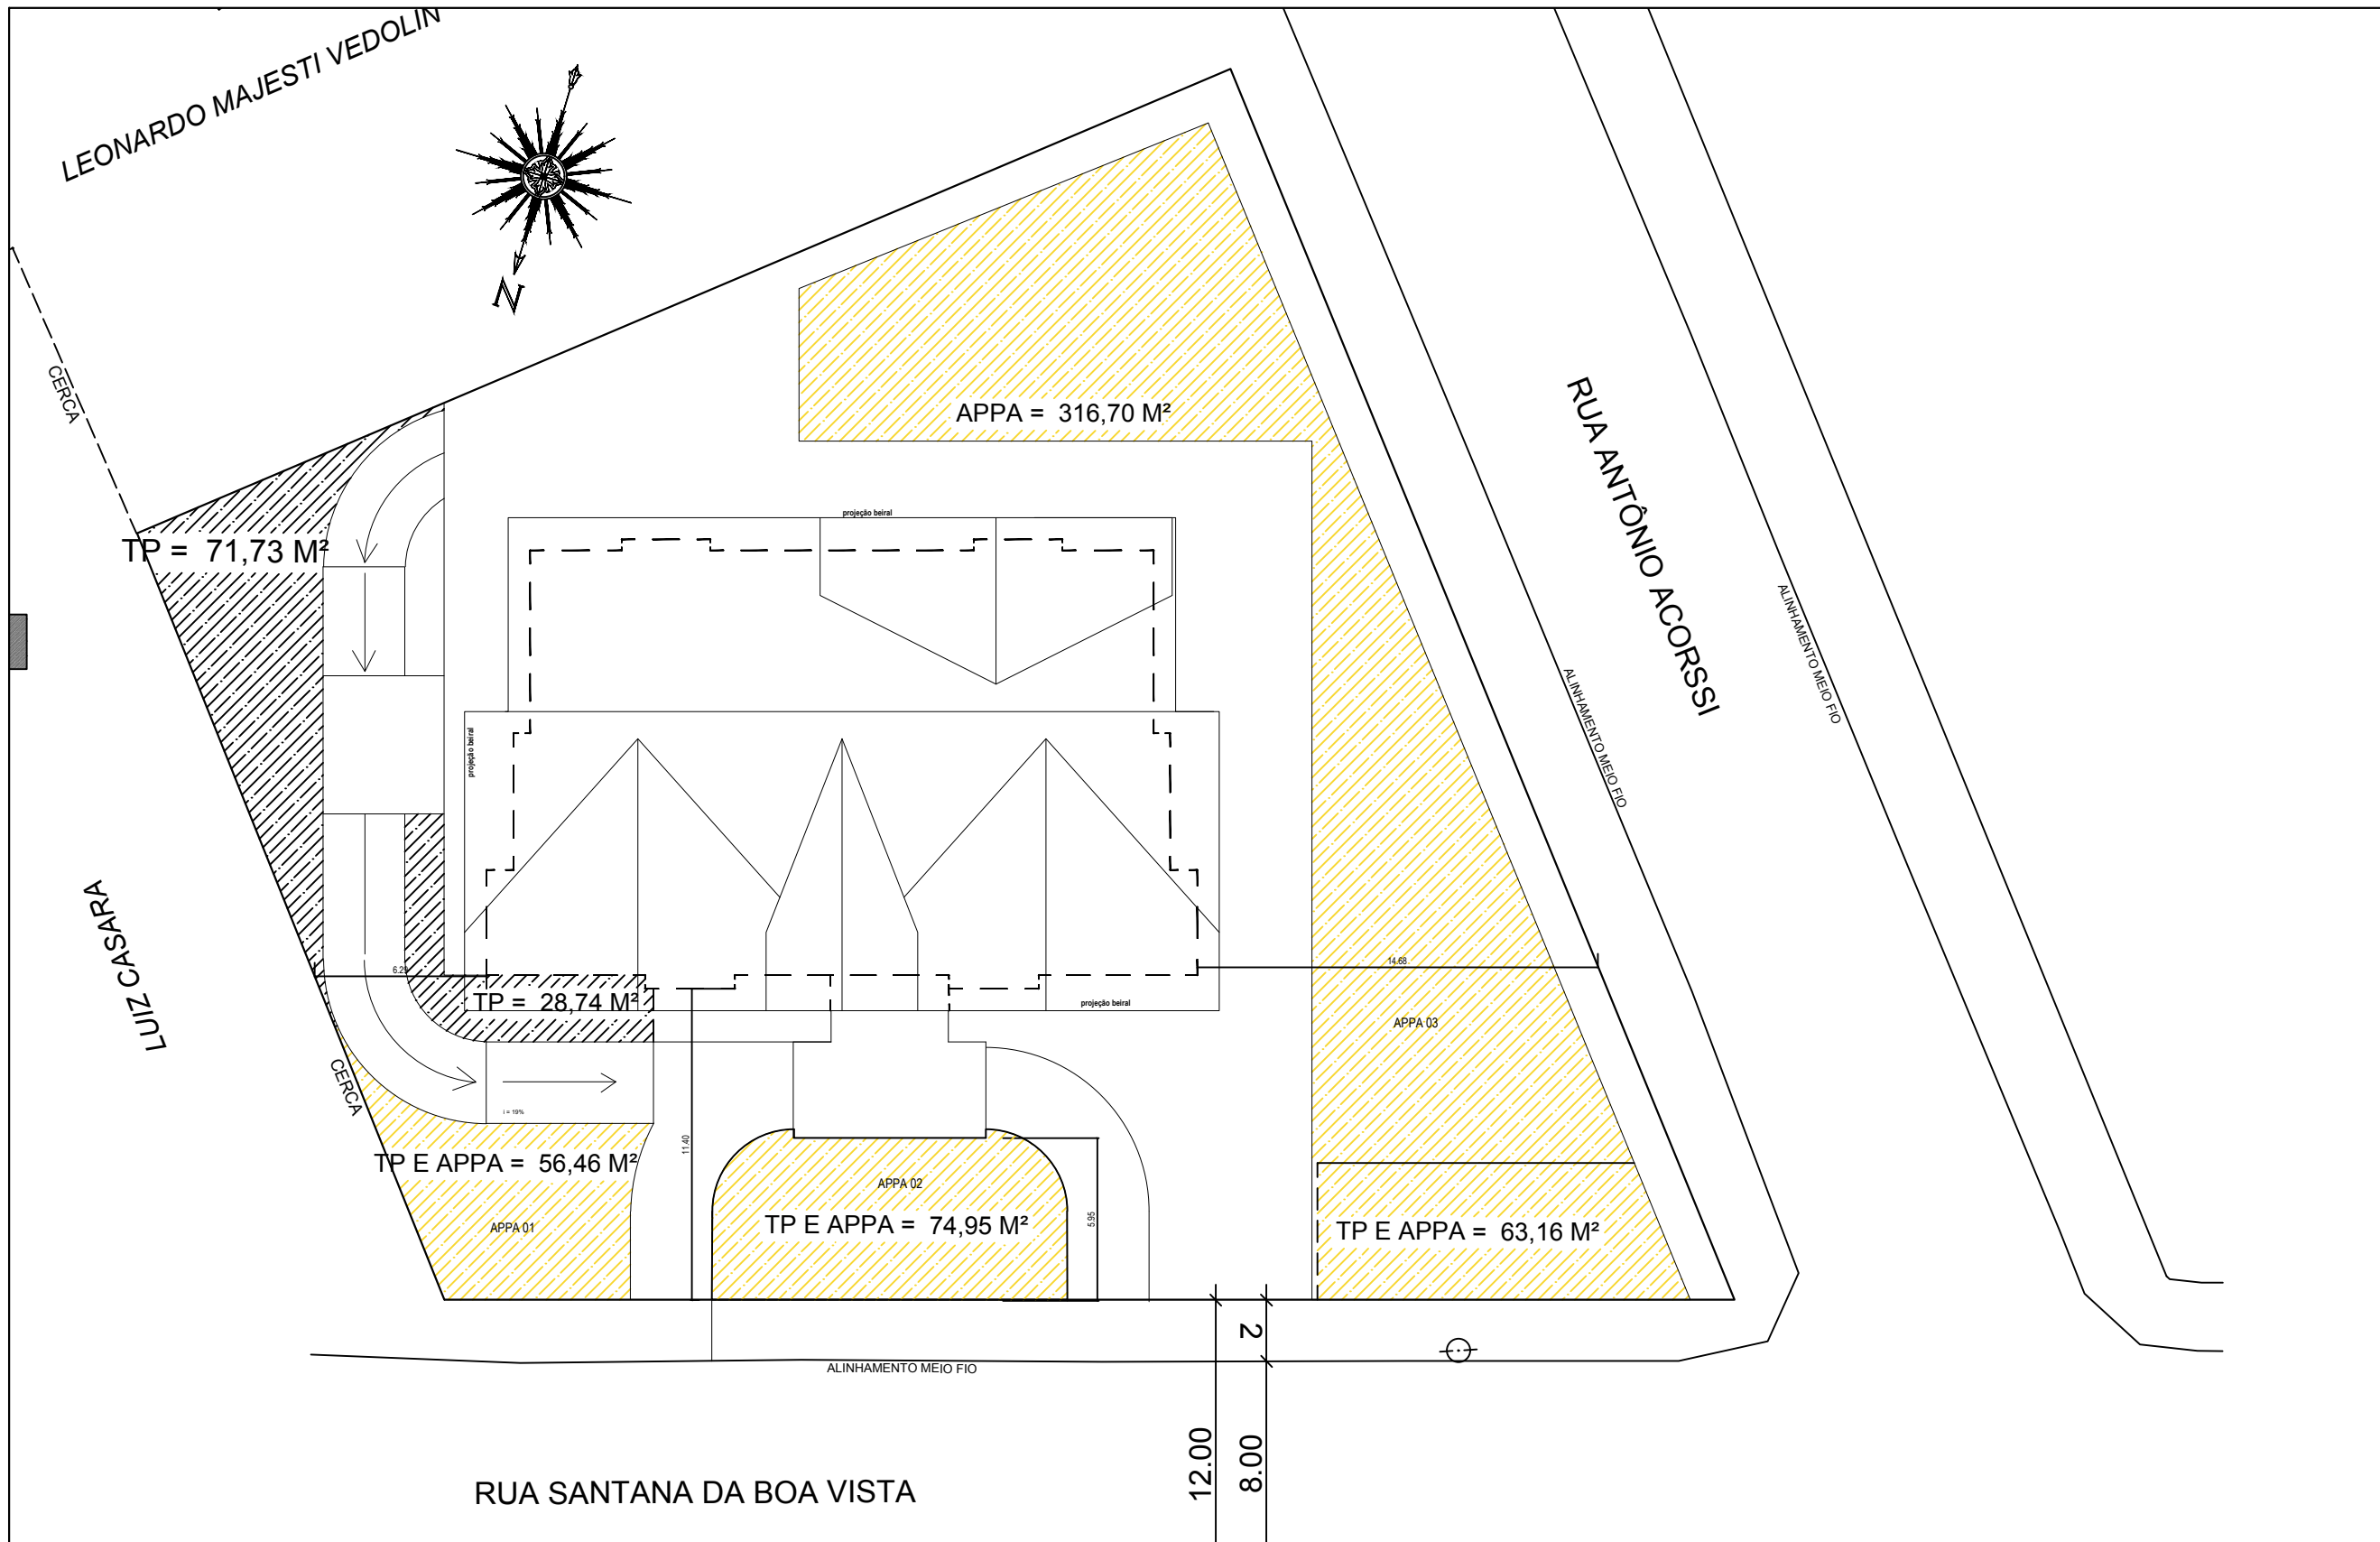 LEONARDO MAJESTI VEDOLIN
N
CERCA
APPA = 316,70 M²
RUA ANTÔNIO ACORSSI
projeção beiral
TP = 71,73 M²
ALINHAMENTO MEIO FIO
ALINHAMENTO MEIO FIO
projeção beiral
LUIZ CASARA
14.68
TP = 28,74 M²
projeção beiral
APPA 03
CERCA
i = 19%
11.40
TP E APPA = 56,46 M²
APPA 02
APPA 01
TP E APPA = 74,95 M²
5.95
TP E APPA = 63,16 M²
2
ALINHAMENTO MEIO FIO
12.00
8.00
RUA SANTANA DA BOA VISTA